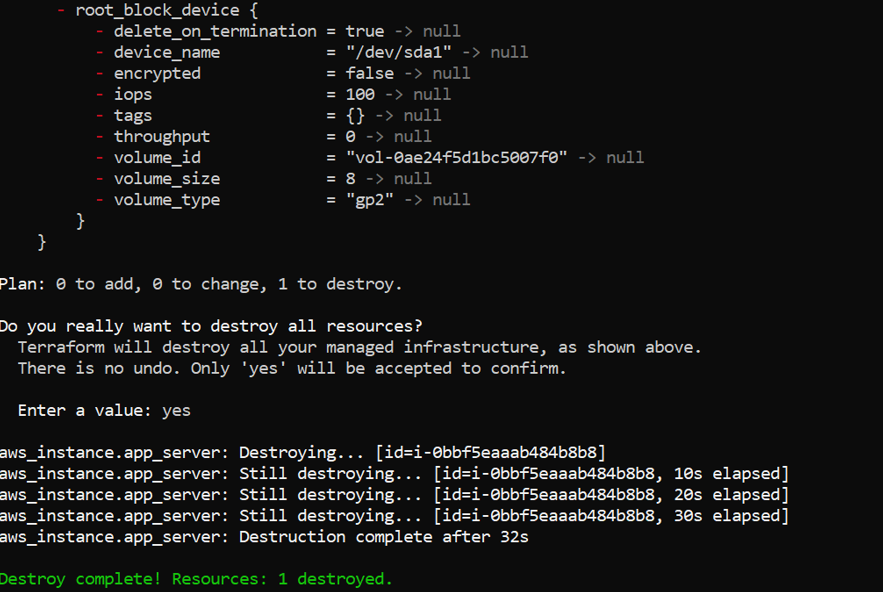 - root_block_device {
- delete_on_termination = true -> null
- device_name = "/dev/sda1" -> null
- encrypted = false -> null
- iops = 100 -> null
- tags = {} -> null
- throughput = 0 -> null
- volume_id = "vol-0ae24f5d1bc5007f0" -> null
- volume_size = 8 -> null
- volume_type = "gp2" -> null
}
}
Plan: 0 to add, 0 to change, 1 to destroy.
Do you really want to destroy all resources?
Terraform will destroy all your managed infrastructure, as shown above.
There is no undo. Only 'yes' will be accepted to confirm.
Enter a value: yes
aws_instance.app_server: Destroying... [id=i-0bbf5eaaab484b8b8]
aws_instance.app_server: Still destroying... [id=i-0bbf5eaaab484b8b8, 10s elapsed]
aws_instance.app_server: Still destroying... [id=i-0bbf5eaaab484b8b8, 20s elapsed]
aws_instance.app_server: Still destroying... [id=i-0bbf5eaaab484b8b8, 30s elapsed]
aws_instance.app_server: Destruction complete after 32s
Destroy complete! Resources: 1 destroyed.